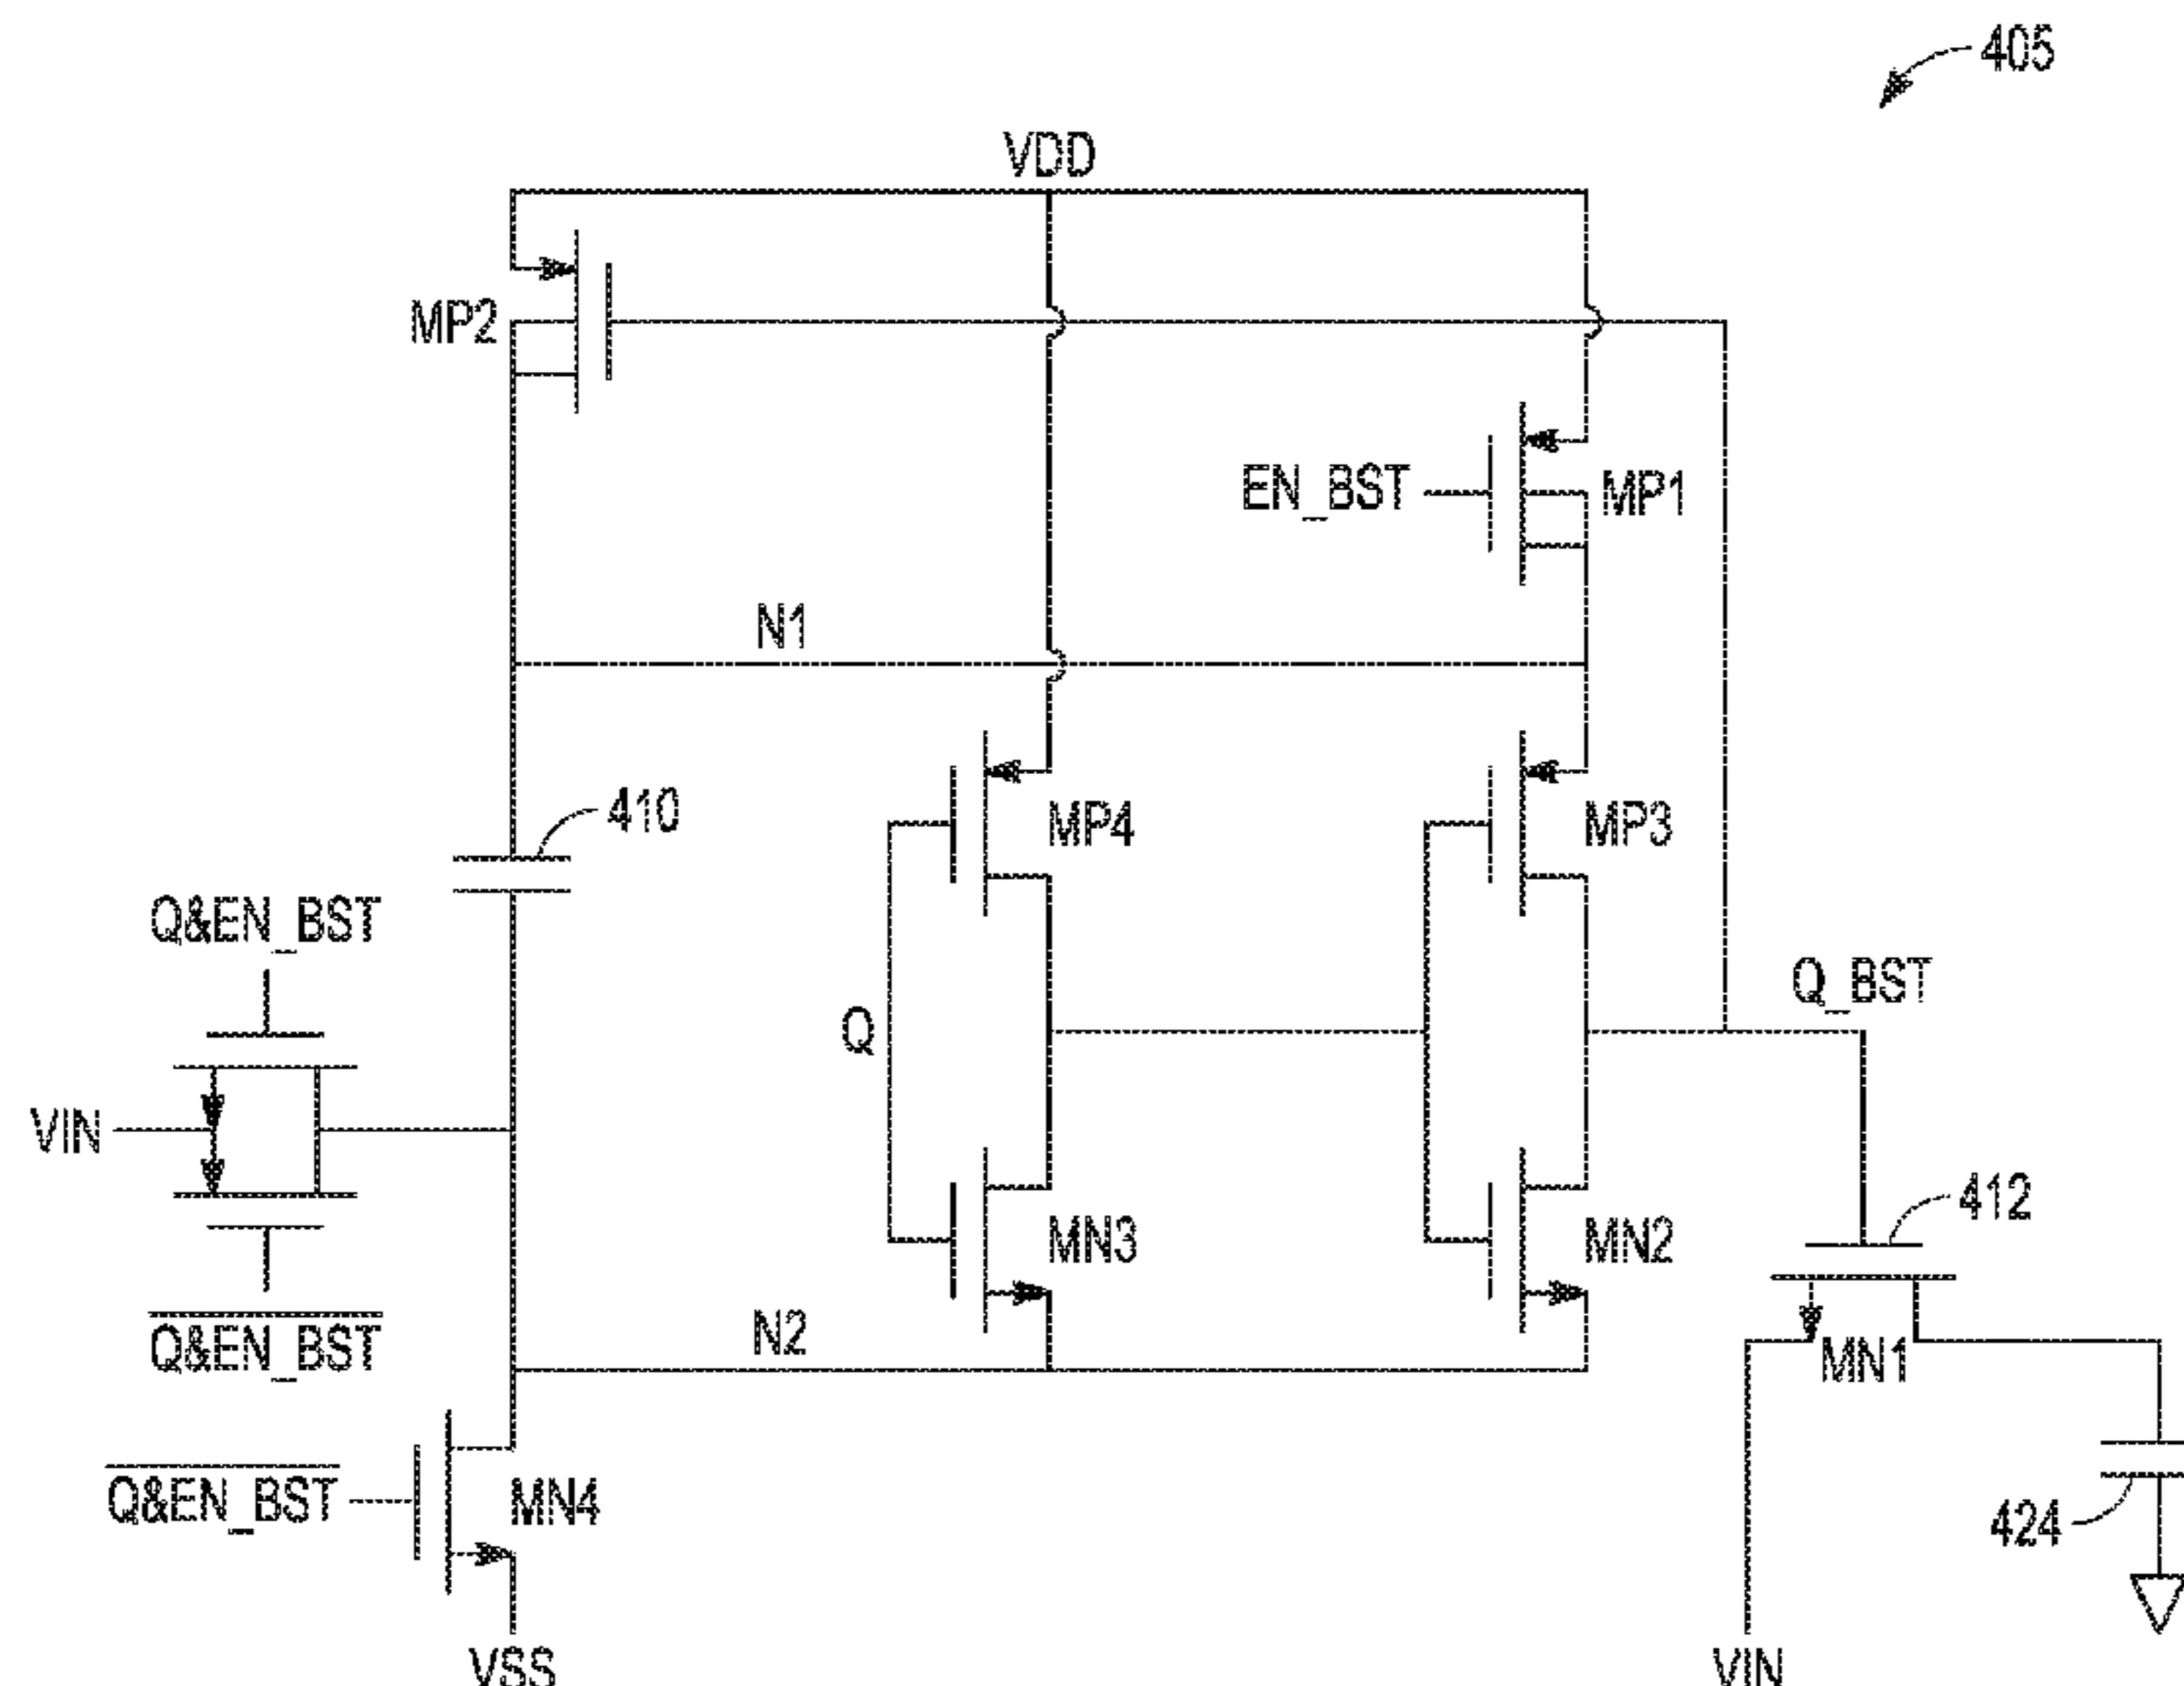 405
VDD
MP2
EN_BST
MP1
N1
410
MP4
MP3
Q&EN_BST
Q_BST
Q
VIN
412
MN3
MN2
Q&EN_BST
N2
MN1
Q&EN_BST
MN4
424
VSS
VIN